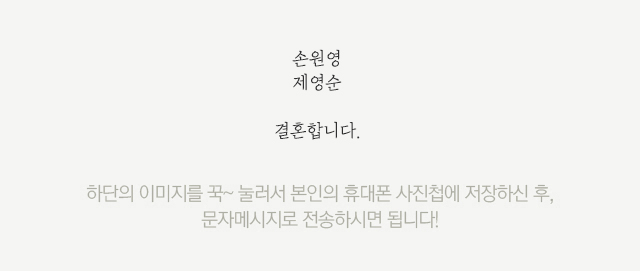 손원영
제영순
결혼합니다.
하단의 이미지를 꾹~ 눌러서 본인의 휴대폰 사진첩에 저장하신 후,
문자메시지로 전송하시면 됩니다!